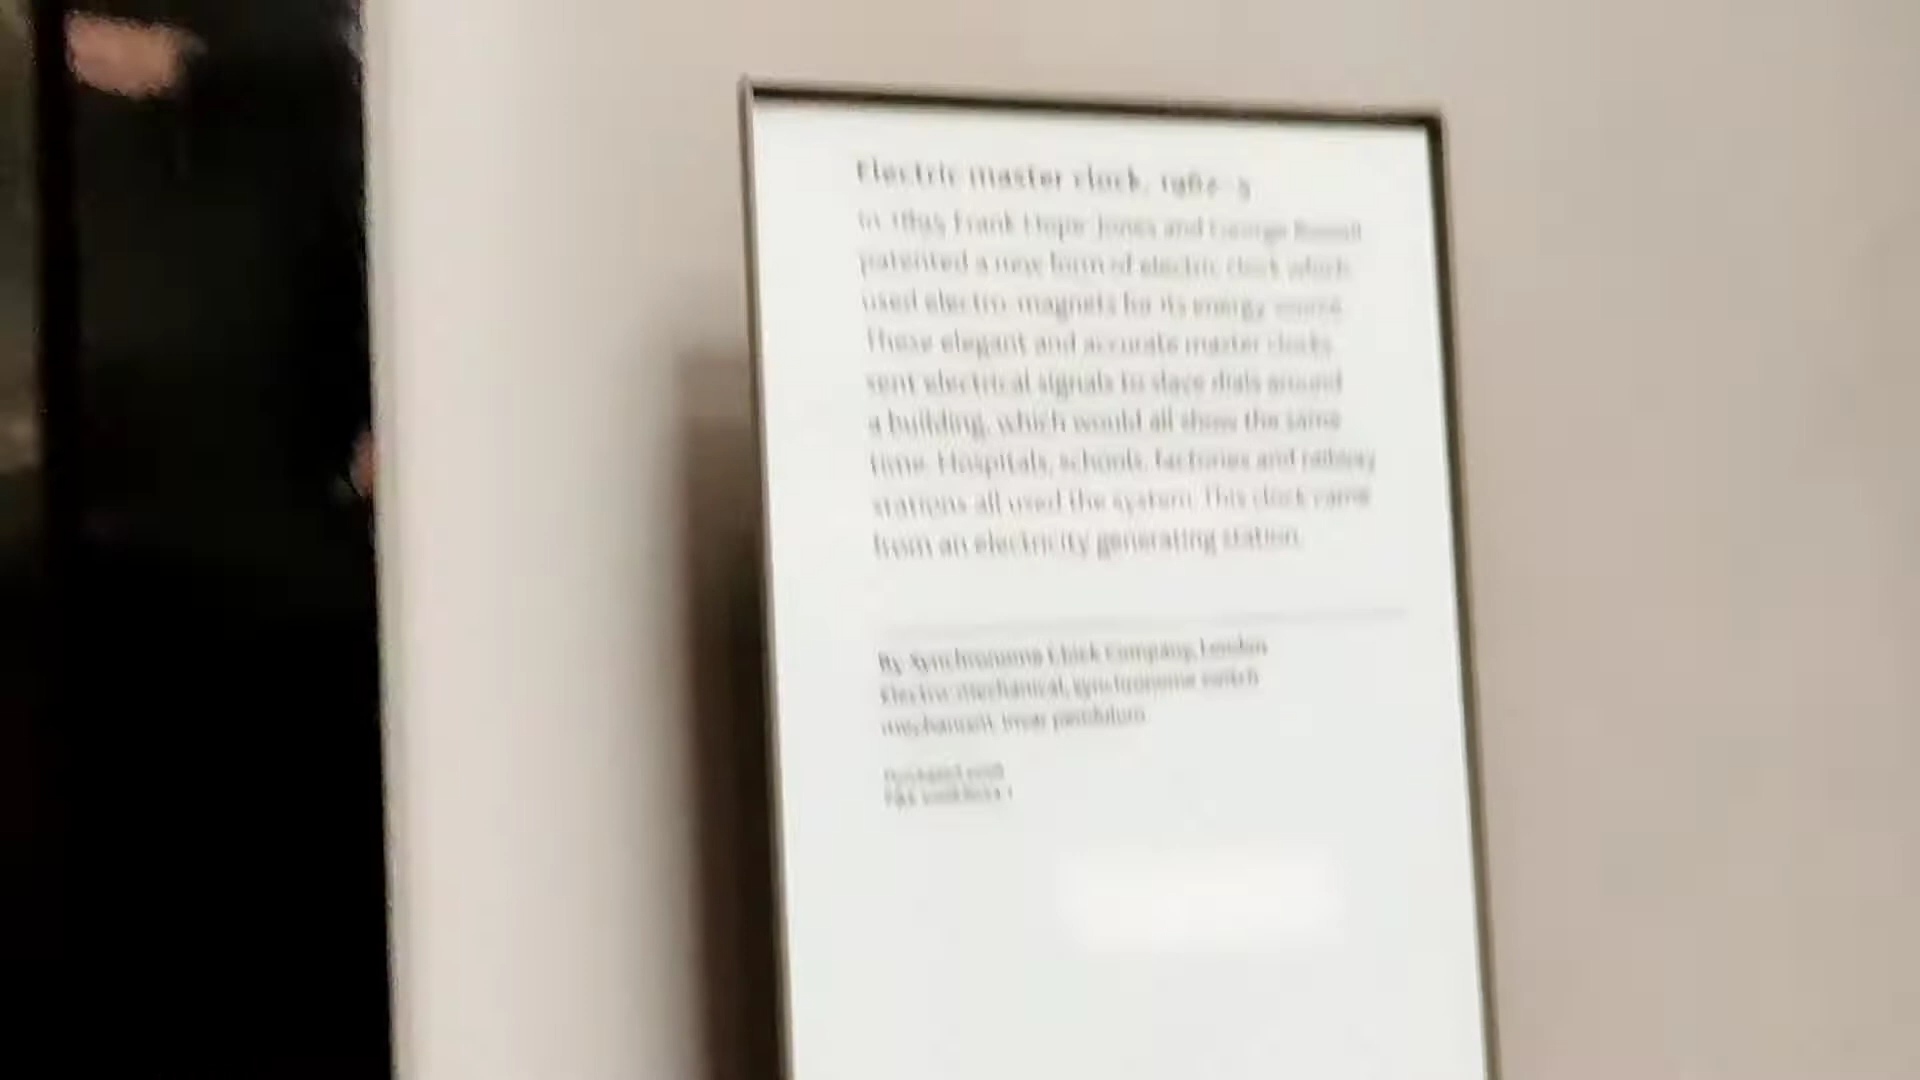 Electric master clock, 196
In 1895 Frank Hope-Jones and George
patented a new form of electric clock which
used electro-magnets for its energy source.
These elegant and accurate master clocks
sent electrical signals to slave dials around
a building, which would all show the same
time. Hospitals, schools, factories and railway
stations all used the system. This clock came
from an electricity generating station.
By Synchronome Clock Company, London
Electro-mechanical, synchronome switch
mechanism, invar pendulum